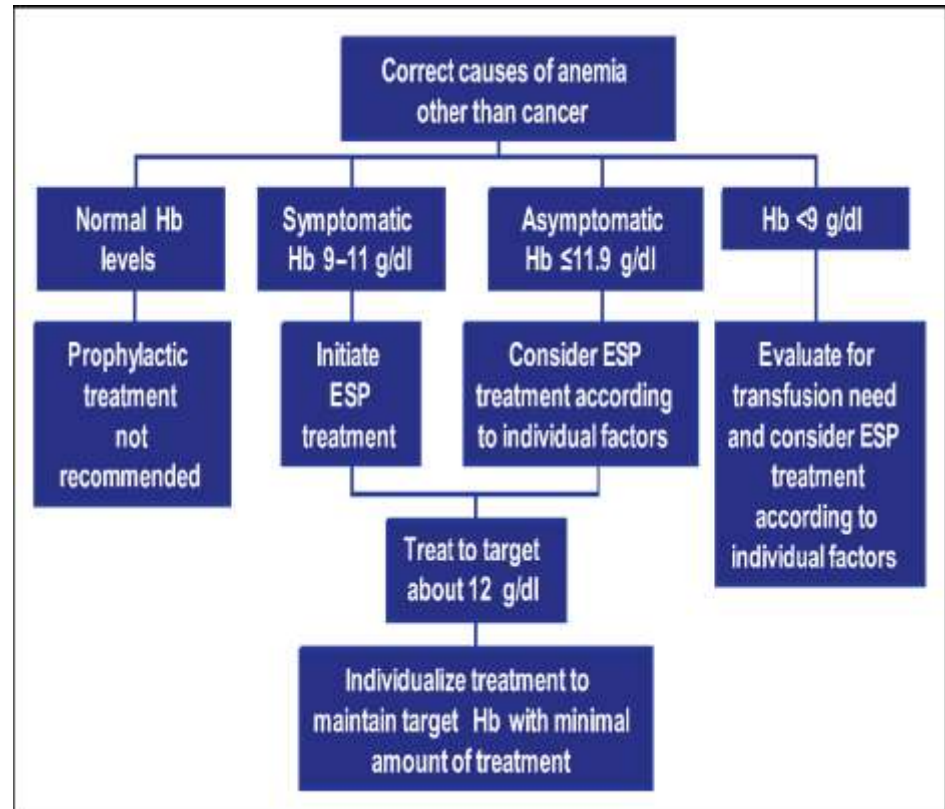 Correct causes of anemia
other than cancer
Normal Hb
levels
Symptomatic
Hb 9–11 g/dl
Asymptomatic
Hb ≤11.9 g/dl
Hb <9 g/dl
Prophylactic
treatment
not
recommended
Initiate
ESP
treatment
Consider ESP
treatment according
to individual factors
Evaluate for
transfusion need
and consider ESP
treatment
according to
individual factors
Treat to target
about 12 g/dl
Individualize treatment to
maintain target Hb with minimal
amount of treatment